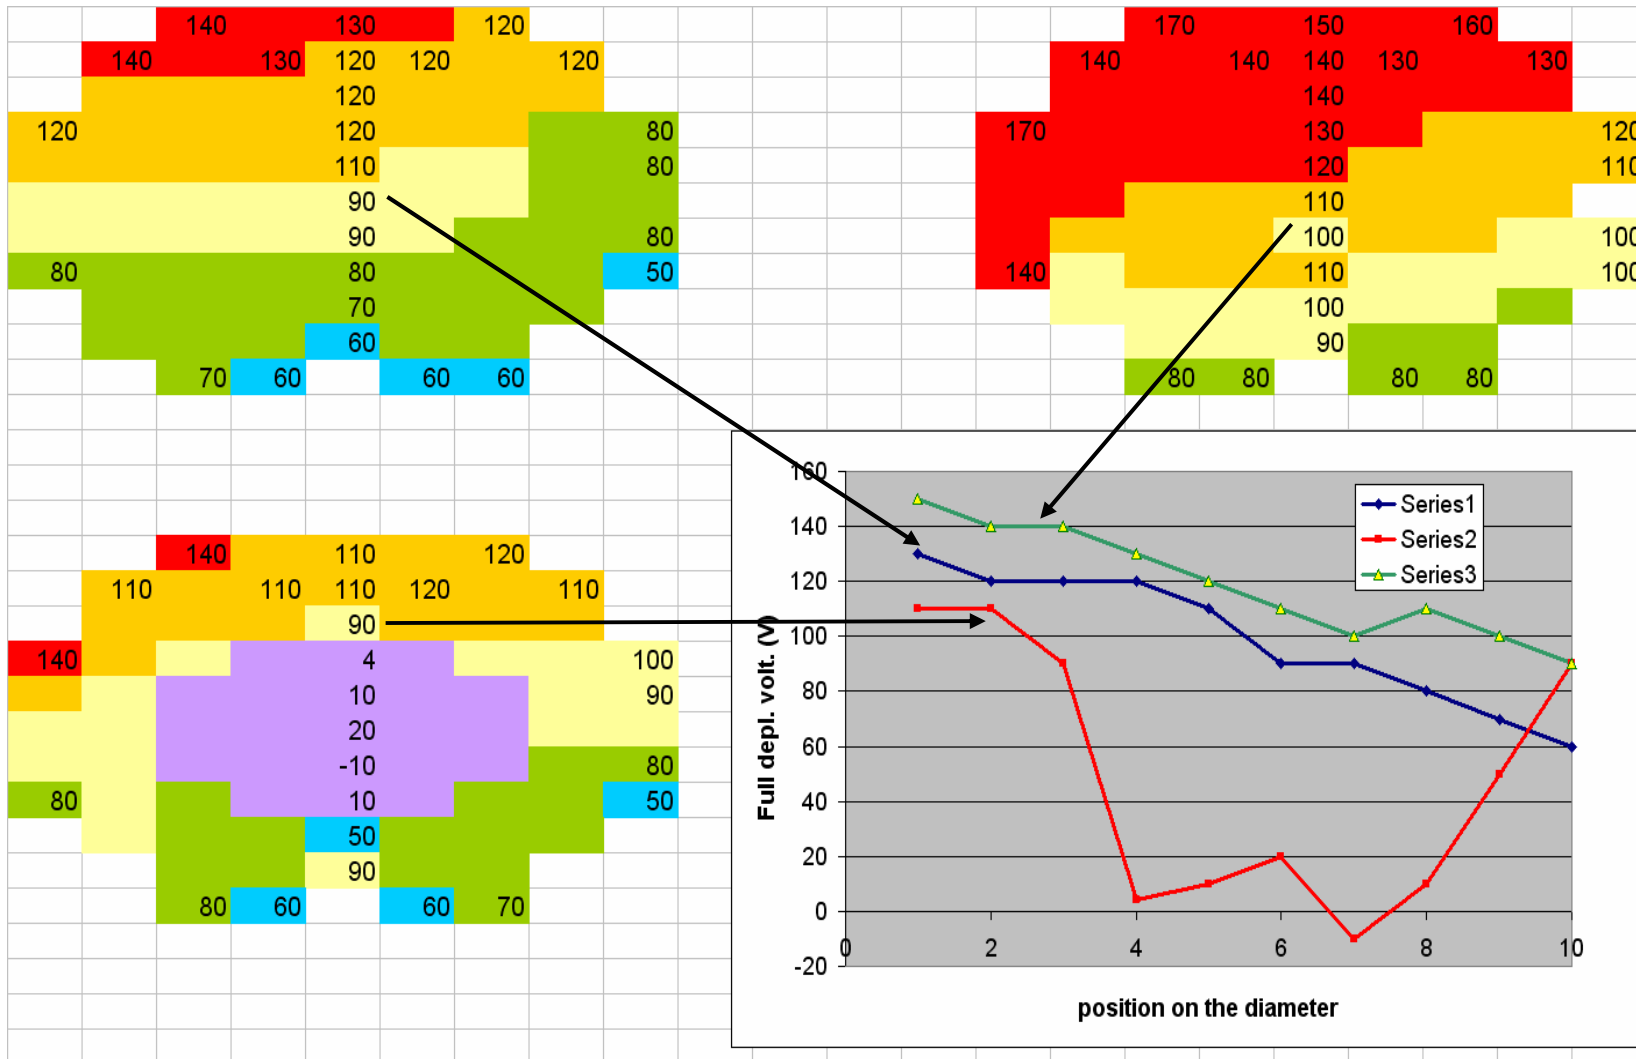 140 130 120
140 130 120 120 120
120
120 120 80
110 80
90
90 80
80 80 50
70
60
70 60 60 60
170 150 160
140 140 140 130 130
140
170 130 120
120 110
110
100 100
140 110 100
100
90
80 80 80 80
140 110 120
110 110 110 120 110
90
140 4 100
10 90
20
-10 80
80 10 50
50
90
80 60 60 70
160
140
120
100
80
60
40
20
0
-20
Full depl. volt. (V)
Series1
Series2
Series3
0 2 4 6 8 10
position on the diameter